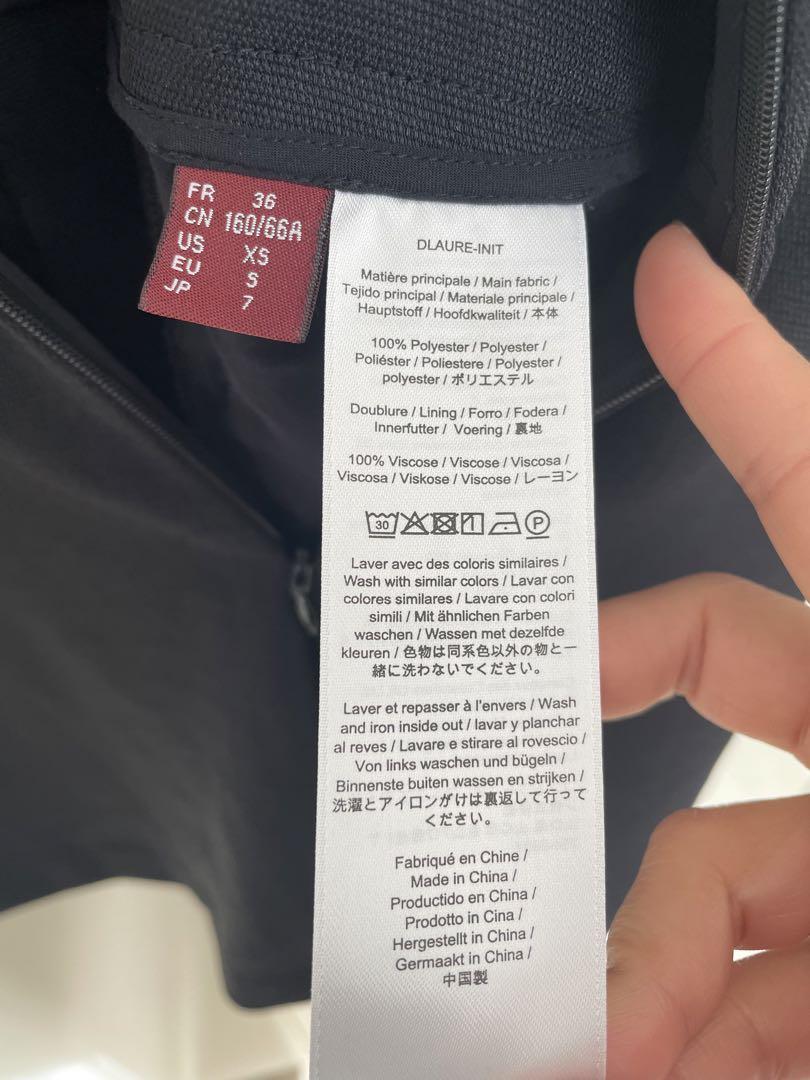 FR 36
CN 160/66A
US XS
EU S
JP 7
DLAURE-INIT
Matière principale / Main fabric /
Tejido principal / Materiale principale /
Hauptstoff / Hoofdkwaliteit / 本体
100% Polyester / Polyester /
Poliéster / Poliestere / Polyester /
polyester / ポリエステル
Doublure / Lining / Forro / Fodera /
Innerfutter / Voering / 裏地
100% Viscose / Viscose / Viscosa /
Viscosa / Viskose / Viscose / レーヨン
30 P
Laver avec des coloris similaires /
Wash with similar colors / Lavar con
colores similares / Lavare con colori
simili / Mit ähnlichen Farben
waschen / Wassen met dezelfde
kleuren / 色物は同系色以外の物と一
緒に洗わないでください。
Laver et repasser à l'envers / Wash
and iron inside out / lavar y planchar
al reves / Lavare e stirare al rovescio /
Von links waschen und bügeln /
Binnenste buiten wassen en strijken /
洗濯とアイロンがけは裏返して行って
ください。
Fabriqué en Chine /
Made in China /
Productido en China /
Prodotto in Cina /
Hergestellt in China /
Germaakt in China /
中国製